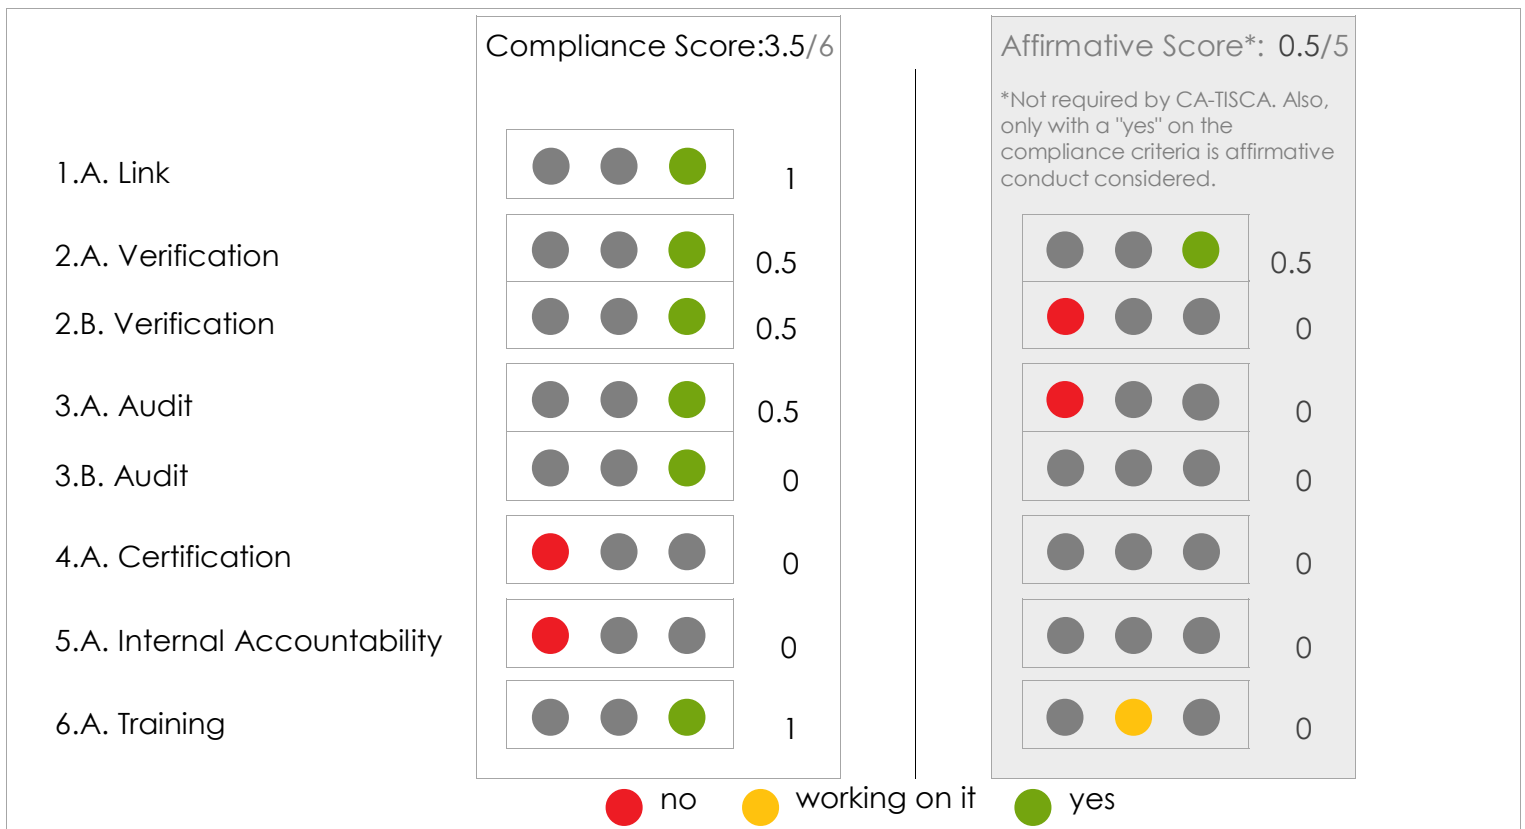 Compliance Score:3.5/6
Affirmative Score*: 0.5/5
*Not required by CA-TISCA. Also,
only with a "yes" on the
compliance criteria is affirmative
conduct considered.
1.A. Link 1
2.A. Verification 0.5 0.5
2.B. Verification 0.5 0
3.A. Audit 0.5 0
3.B. Audit 0 0
4.A. Certification 0 0
5.A. Internal Accountability 0 0
6.A. Training 1 0
no working on it yes